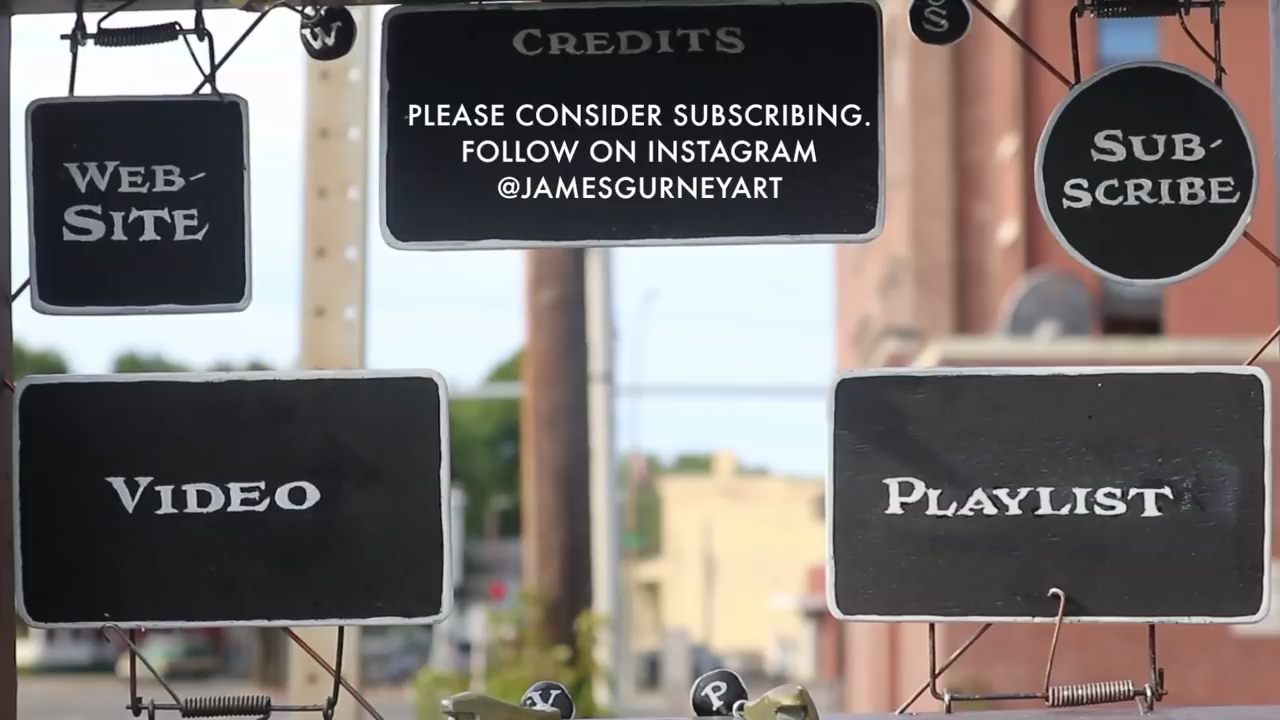 W
S
CREDITS
PLEASE CONSIDER SUBSCRIBING.
FOLLOW ON INSTAGRAM
@JAMESGURNEYART
WEB-
SITE
SUB-
SCRIBE
VIDEO
PLAYLIST
V
P